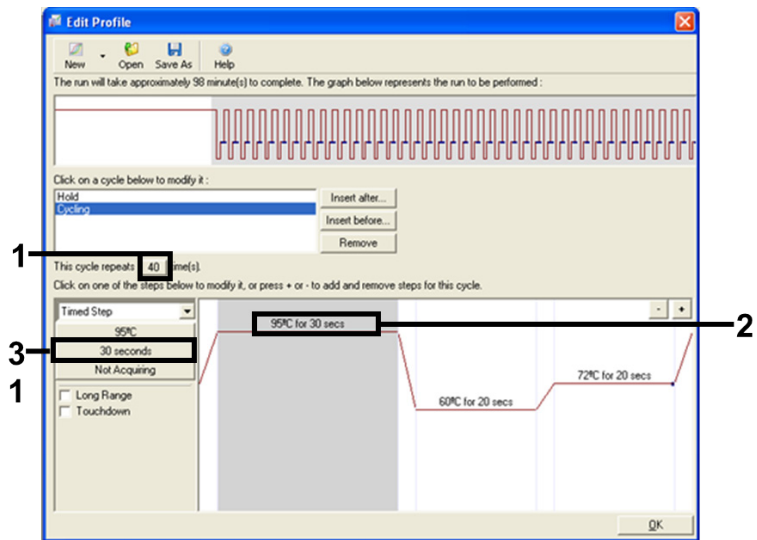 Edit Profile
New Open Save As Help
The run will take approximately 98 minute(s) to complete. The graph below represents the run to be performed :
Click on a cycle below to modify it :
Hold
Cycling
Insert after...
Insert before...
Remove
1
This cycle repeats 40 time(s).
Click on one of the steps below to modify it, or press + or - to add and remove steps for this cycle.
Timed Step
- +
95ºC for 30 secs
2
95ºC
3
30 seconds
Not Acquiring
72ºC for 20 secs
1
Long Range
60ºC for 20 secs
Touchdown
OK